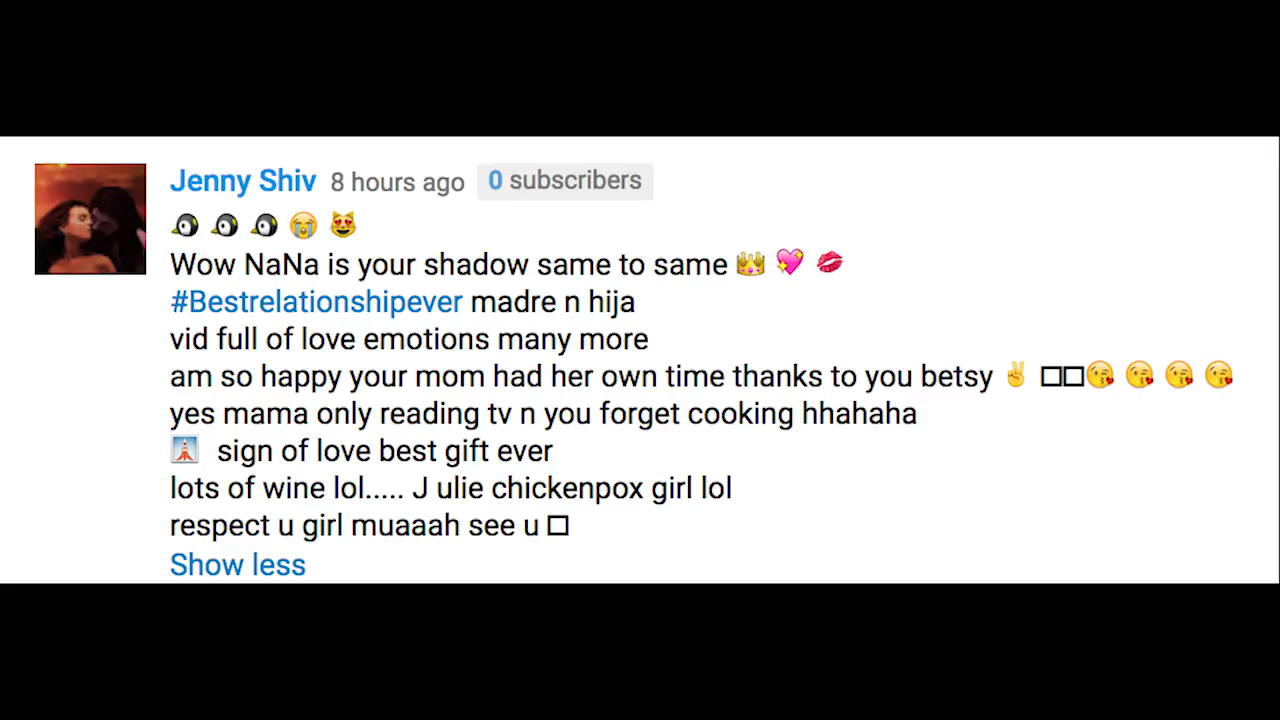 Jenny Shiv 8 hours ago 0 subscribers
🐧 🐧 🐧 😭 😻
Wow NaNa is your shadow same to same 👑 💖 💋
#Bestrelationshipever madre n hija
vid full of love emotions many more
am so happy your mom had her own time thanks to you betsy ✌ □□😘 😘 😘 😘
yes mama only reading tv n you forget cooking hhahaha
🗼 sign of love best gift ever
lots of wine lol..... J ulie chickenpox girl lol
respect u girl muaaah see u □
Show less